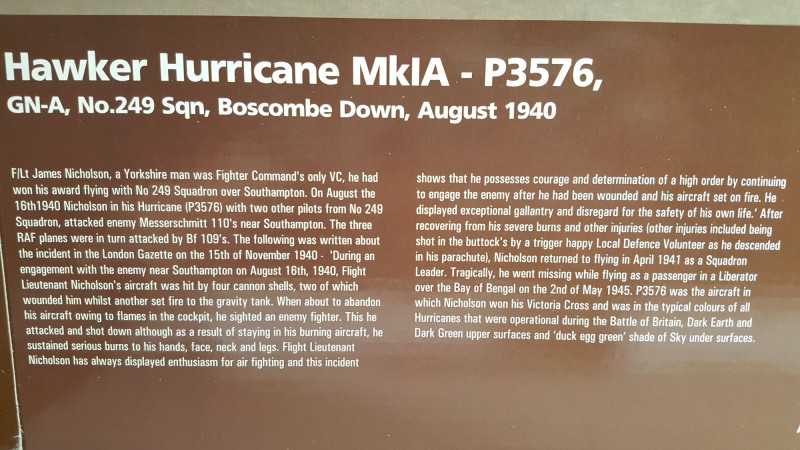 Hawker Hurricane MkIA - P3576,
GN-A, No.249 Sqn, Boscombe Down, August 1940
F/Lt James Nicholson, a Yorkshire man was Fighter Command's only VC, he had
won his award flying with No 249 Squadron over Southampton. On August the
16th1940 Nicholson in his Hurricane (P3576) with two other pilots from No 249
Squadron, attacked enemy Messerschmitt 110's near Southampton. The three
RAF planes were in turn attacked by Bf 109's. The following was written about
the incident in the London Gazette on the 15th of November 1940 - 'During an
engagement with the enemy near Southampton on August 16th, 1940, Flight
Lieutenant Nicholson's aircraft was hit by four cannon shells, two of which
wounded him whilst another set fire to the gravity tank. When about to abandon
his aircraft owing to flames in the cockpit, he sighted an enemy fighter. This he
attacked and shot down although as a result of staying in his burning aircraft, he
sustained serious burns to his hands, face, neck and legs. Flight Lieutenant
Nicholson has always displayed enthusiasm for air fighting and this incident
shows that he possesses courage and determination of a high order by continuing
to engage the enemy after he had been wounded and his aircraft set on fire. He
displayed exceptional gallantry and disregard for the safety of his own life.' After
recovering from his severe burns and other injuries (other injuries included being
shot in the buttock's by a trigger happy Local Defence Volunteer as he descended
in his parachute), Nicholson returned to flying in April 1941 as a Squadron
Leader. Tragically, he went missing while flying as a passenger in a Liberator
over the Bay of Bengal on the 2nd of May 1945. P3576 was the aircraft in
which Nicholson won his Victoria Cross and was in the typical colours of all
Hurricanes that were operational during the Battle of Britain, Dark Earth and
Dark Green upper surfaces and 'duck egg green' shade of Sky under surfaces.